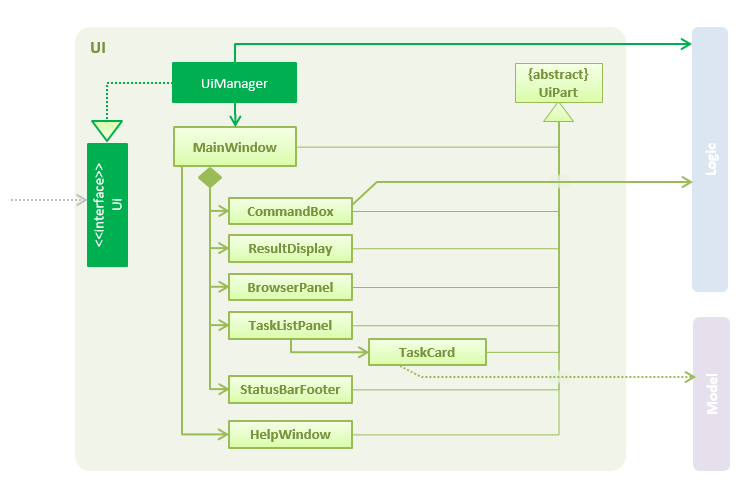 UI
UiManager
{abstract}
UiPart
<<interface>>
UI
MainWindow
Logic
CommandBox
ResultDisplay
BrowserPanel
TaskListPanel
TaskCard
StatusBarFooter
HelpWindow
Model